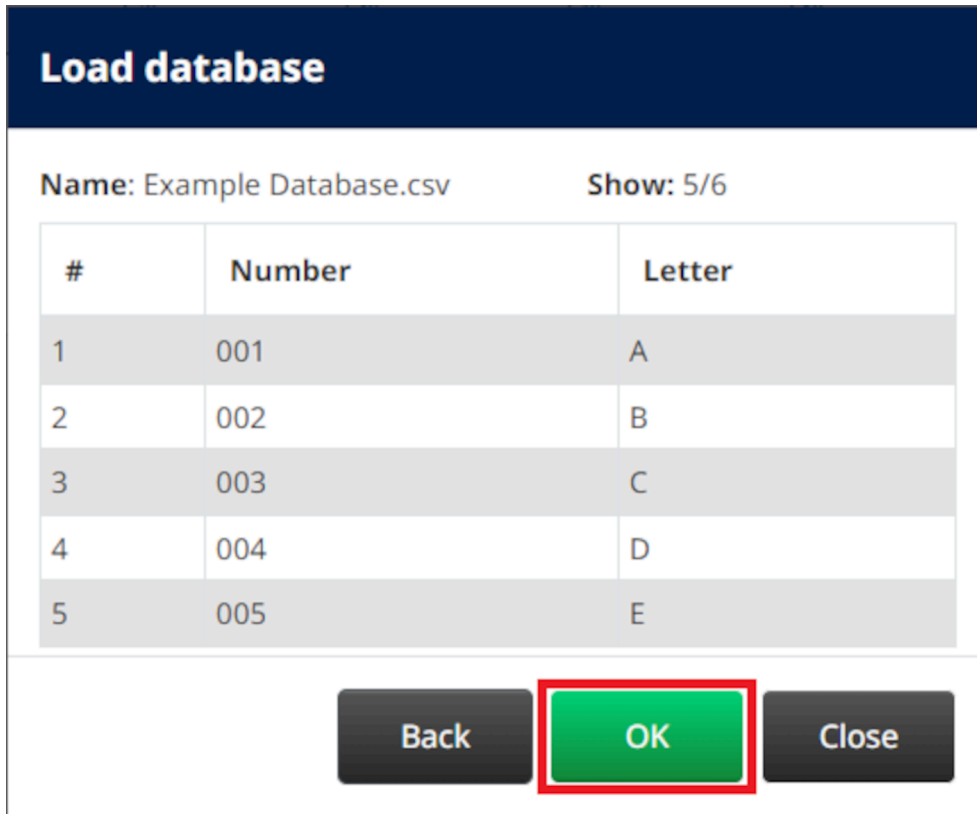 Load database
Name: Example Database.csv Show: 5/6
# Number Letter
1 001 A
2 002 B
3 003 C
4 004 D
5 005 E
Back OK Close